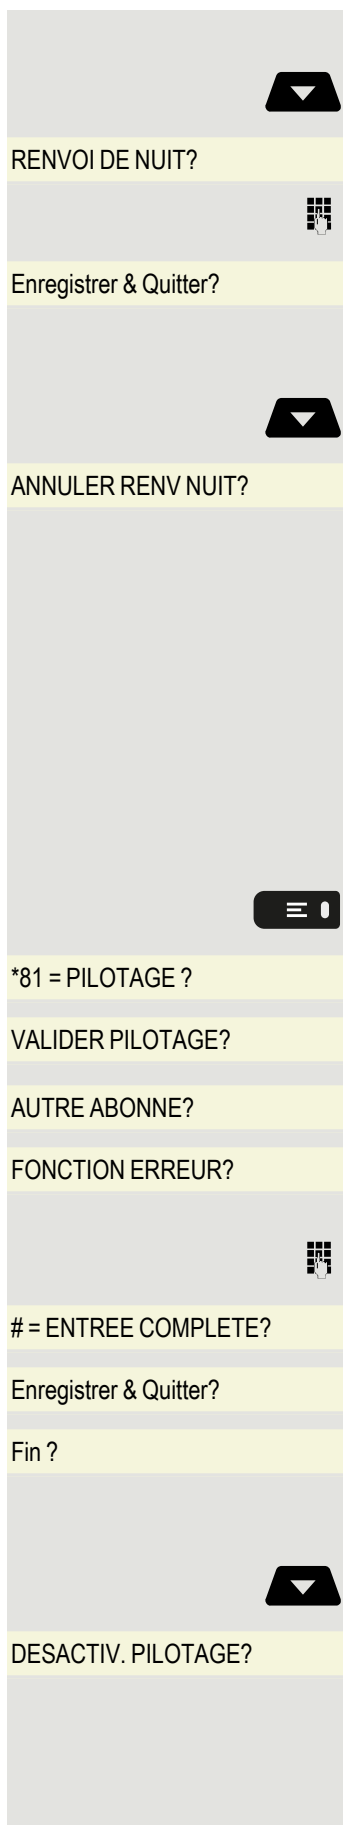 RENVOI DE NUIT?
Enregistrer & Quitter?
ANNULER RENV NUIT?
*81 = PILOTAGE ?
VALIDER PILOTAGE?
AUTRE ABONNE?
FONCTION ERREUR?
# = ENTREE COMPLETE?
Enregistrer & Quitter?
Fin ?
DESACTIV. PILOTAGE?